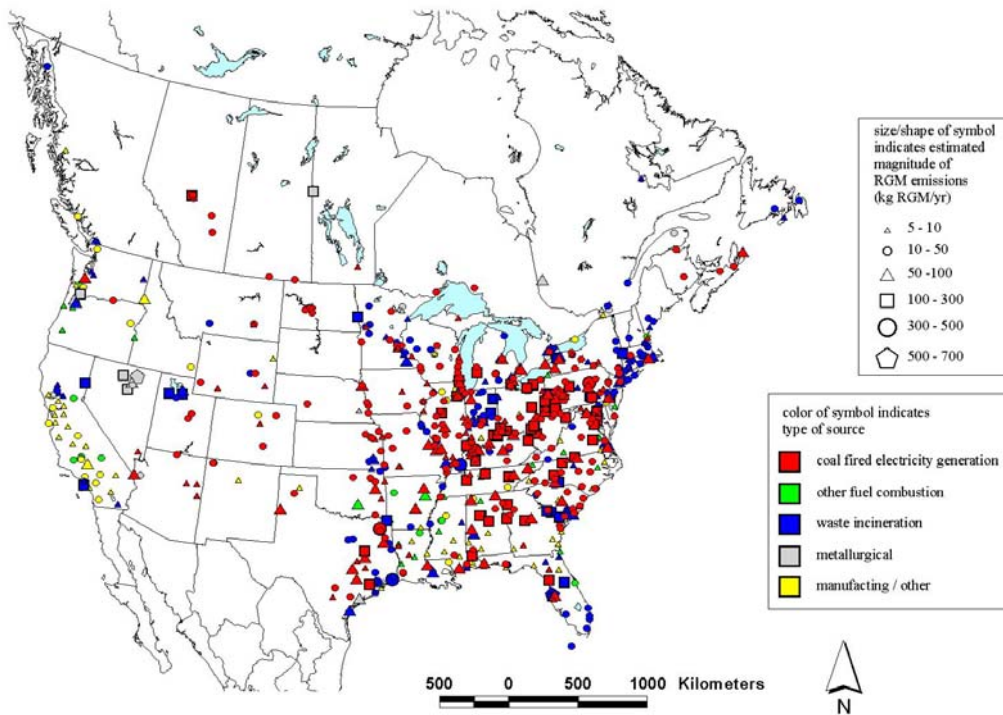 size/shape of symbol
indicates estimated
magnitude of
RGM emissions
(kg RGM/yr)
5 - 10
10 - 50
50 -100
100 - 300
300 - 500
500 - 700
color of symbol indicates
type of source
coal fired electricity generation
other fuel combustion
waste incineration
metallurgical
manufacting / other
500 0 500 1000 Kilometers
N